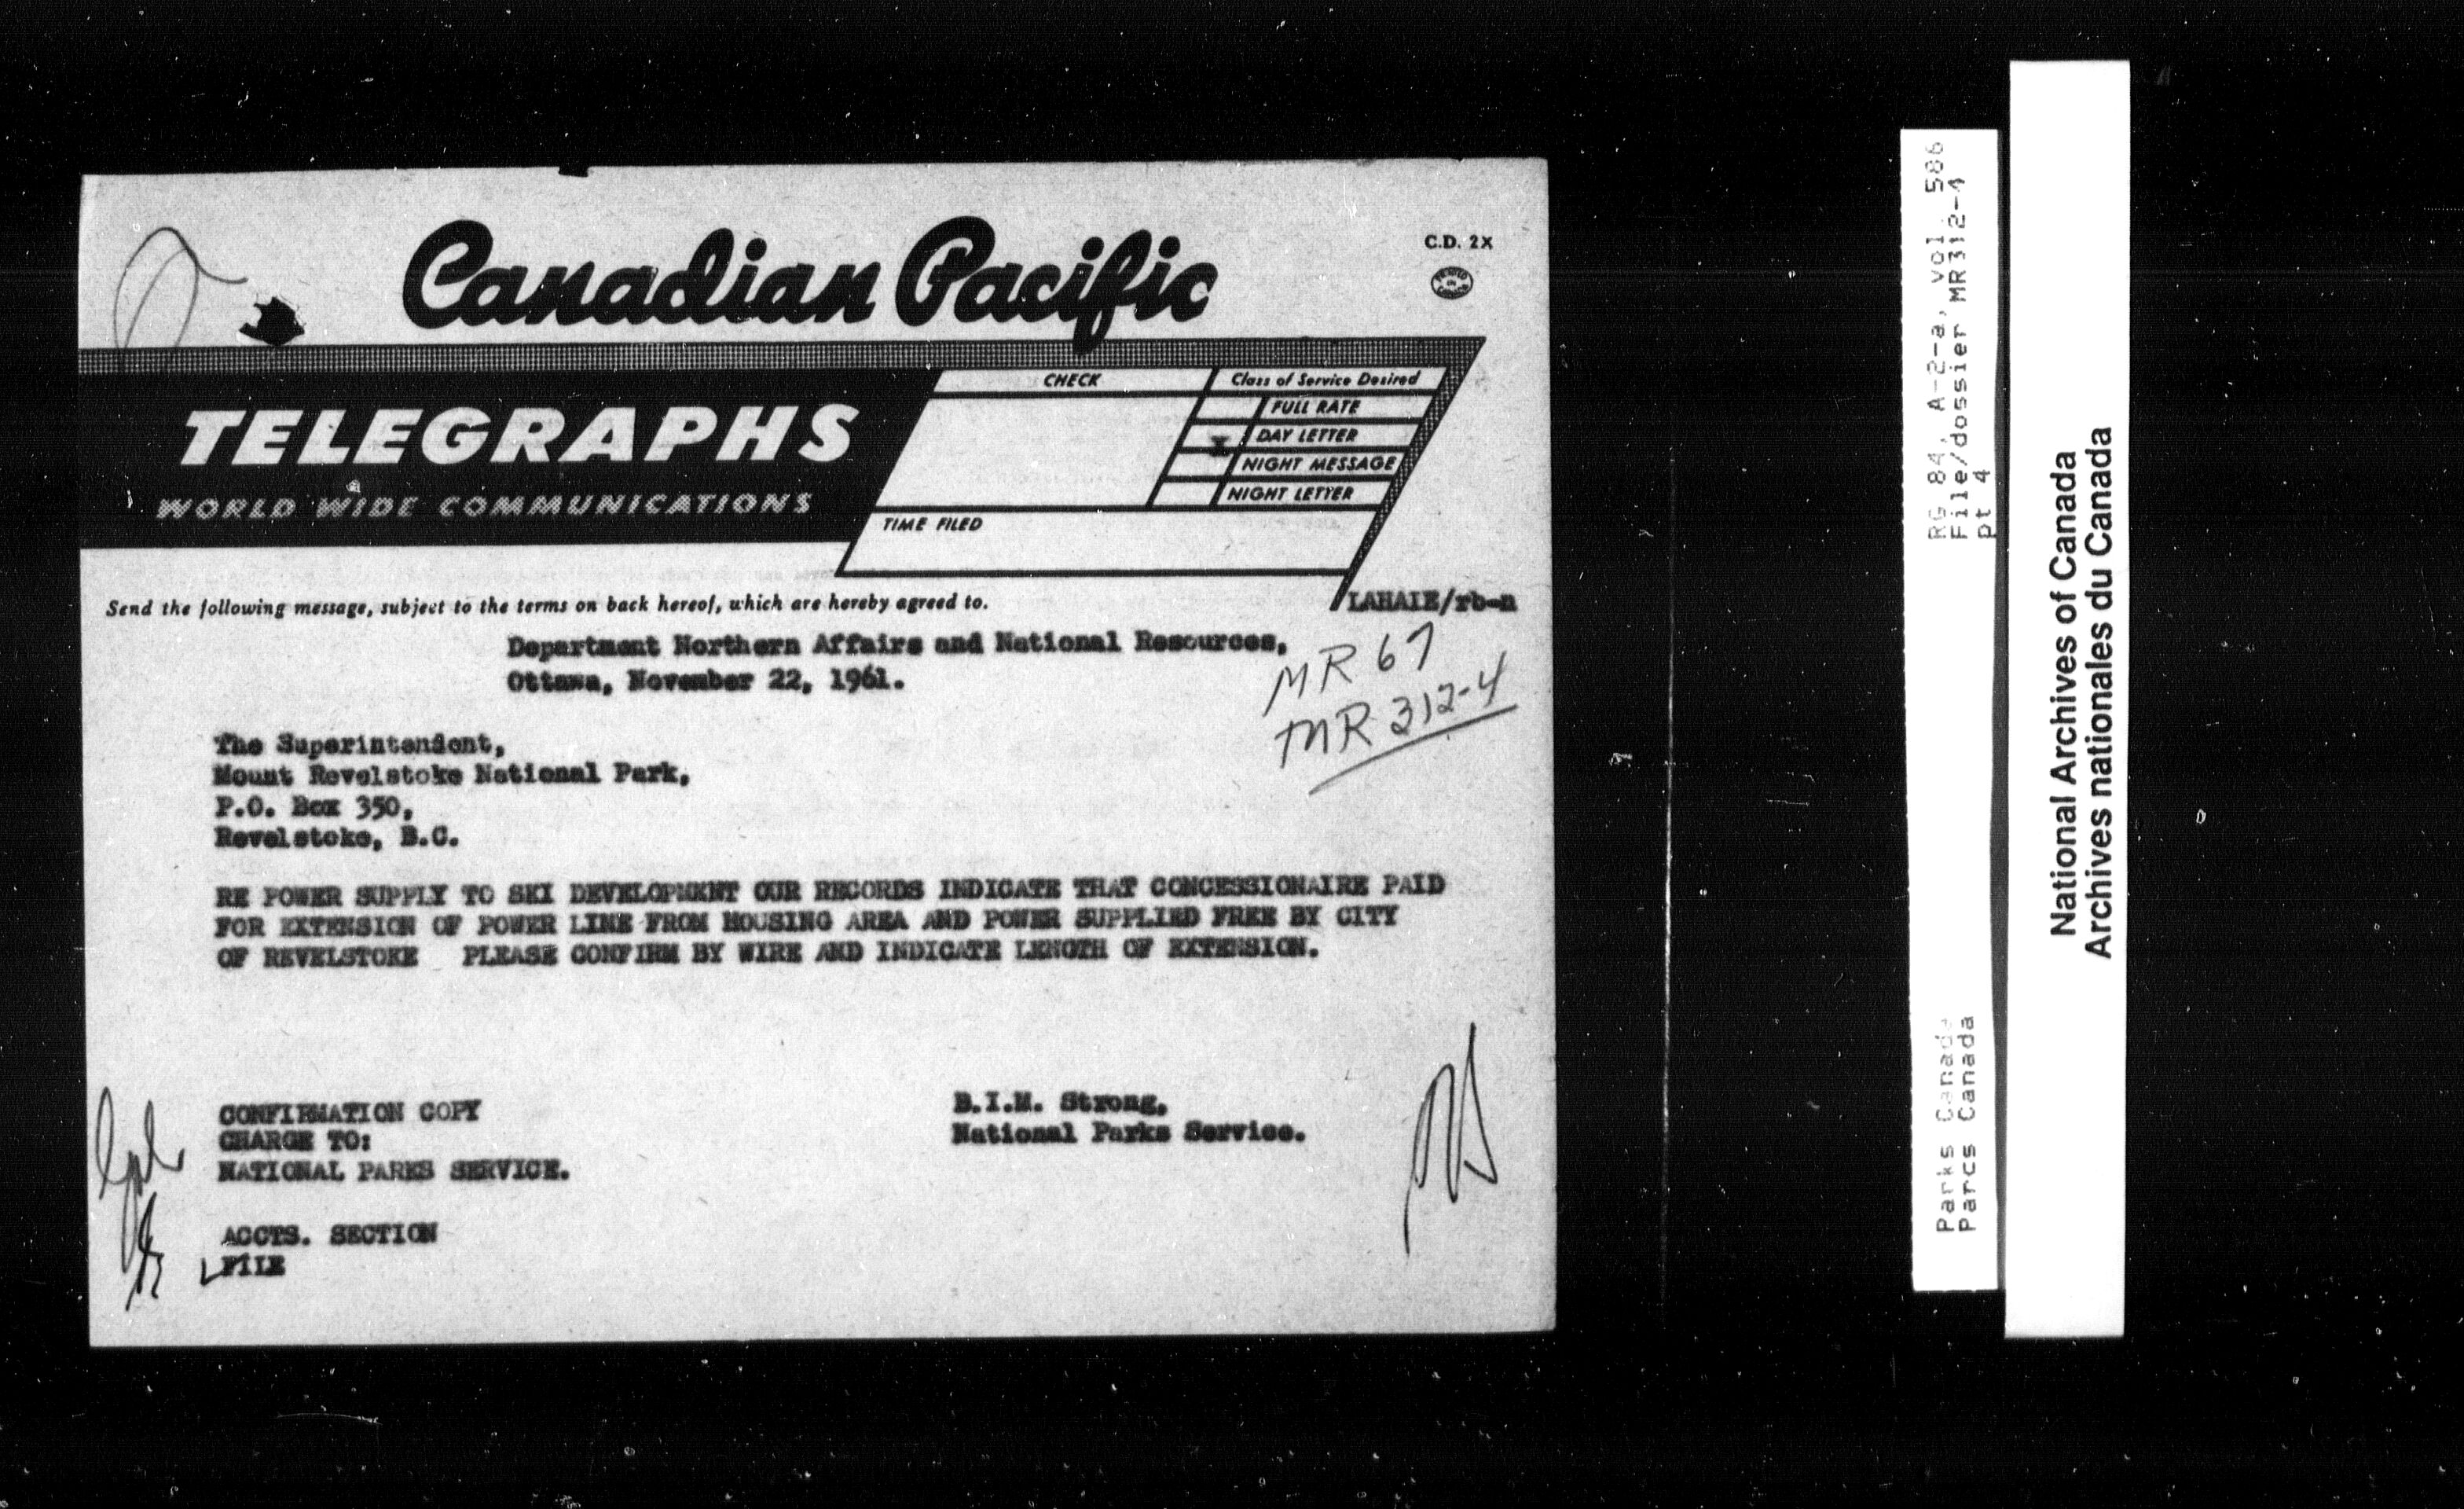 Canadian Pacific
C.D. 2X
TELEGRAPHS
WORLD WIDE COMMUNICATIONS
CHECK
Class of Service Desired
FULL RATE
X DAY LETTER
NIGHT MESSAGE
NIGHT LETTER
TIME FILED
Send the following message, subject to the terms on back hereof, which are hereby agreed to.
LAHAIE/rb-n
Department Northern Affairs and National Resources,
Ottawa, November 22, 1961.
MR 67
MR 312-4
The Superintendent,
Mount Revelstoke National Park,
P.O. Box 350,
Revelstoke, B.C.
RE POWER SUPPLY TO SKI DEVELOPMENT OUR RECORDS INDICATE THAT CONCESSIONAIRE PAID
FOR EXTENSION OF POWER LINE FROM HOUSING AREA AND POWER SUPPLIED FREE BY CITY
OF REVELSTOKE PLEASE CONFIRM BY WIRE AND INDICATE LENGTH OF EXTENSION.
B.I.M. Strong,
National Parks Service.
CONFIRMATION COPY
CHARGE TO:
NATIONAL PARKS SERVICE.
ACCTS. SECTION
FILE
RG 84, A-2-a, vol. 586
File/dossier MR312-4
pt 4
Parks Canada
Parcs Canada
National Archives of Canada
Archives nationales du Canada